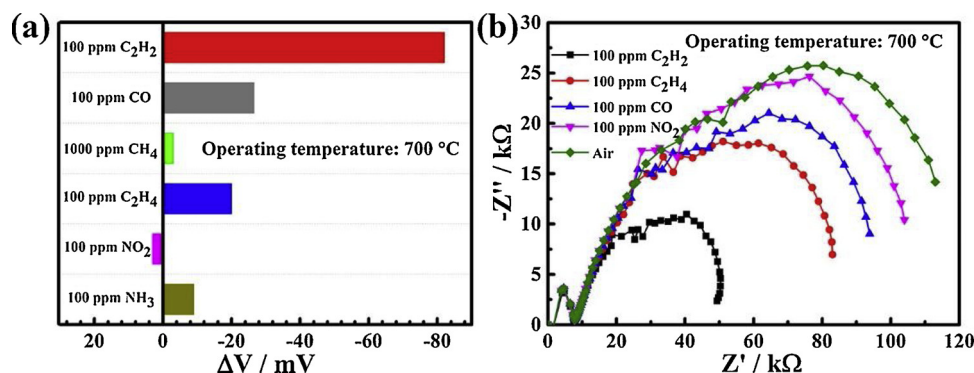 (a)
100 ppm C₂H₂
100 ppm CO
1000 ppm CH₄
Operating temperature: 700 °C
100 ppm C₂H₄
100 ppm NO₂
100 ppm NH₃
20 0 -20 -40 -60 -80
ΔV / mV
(b)
Operating temperature: 700 °C
100 ppm C₂H₂
100 ppm C₂H₄
100 ppm CO
100 ppm NO₂
Air
30
25
20
15
10
5
0
-Z'' / kΩ
0 20 40 60 80 100 120
Z' / kΩ